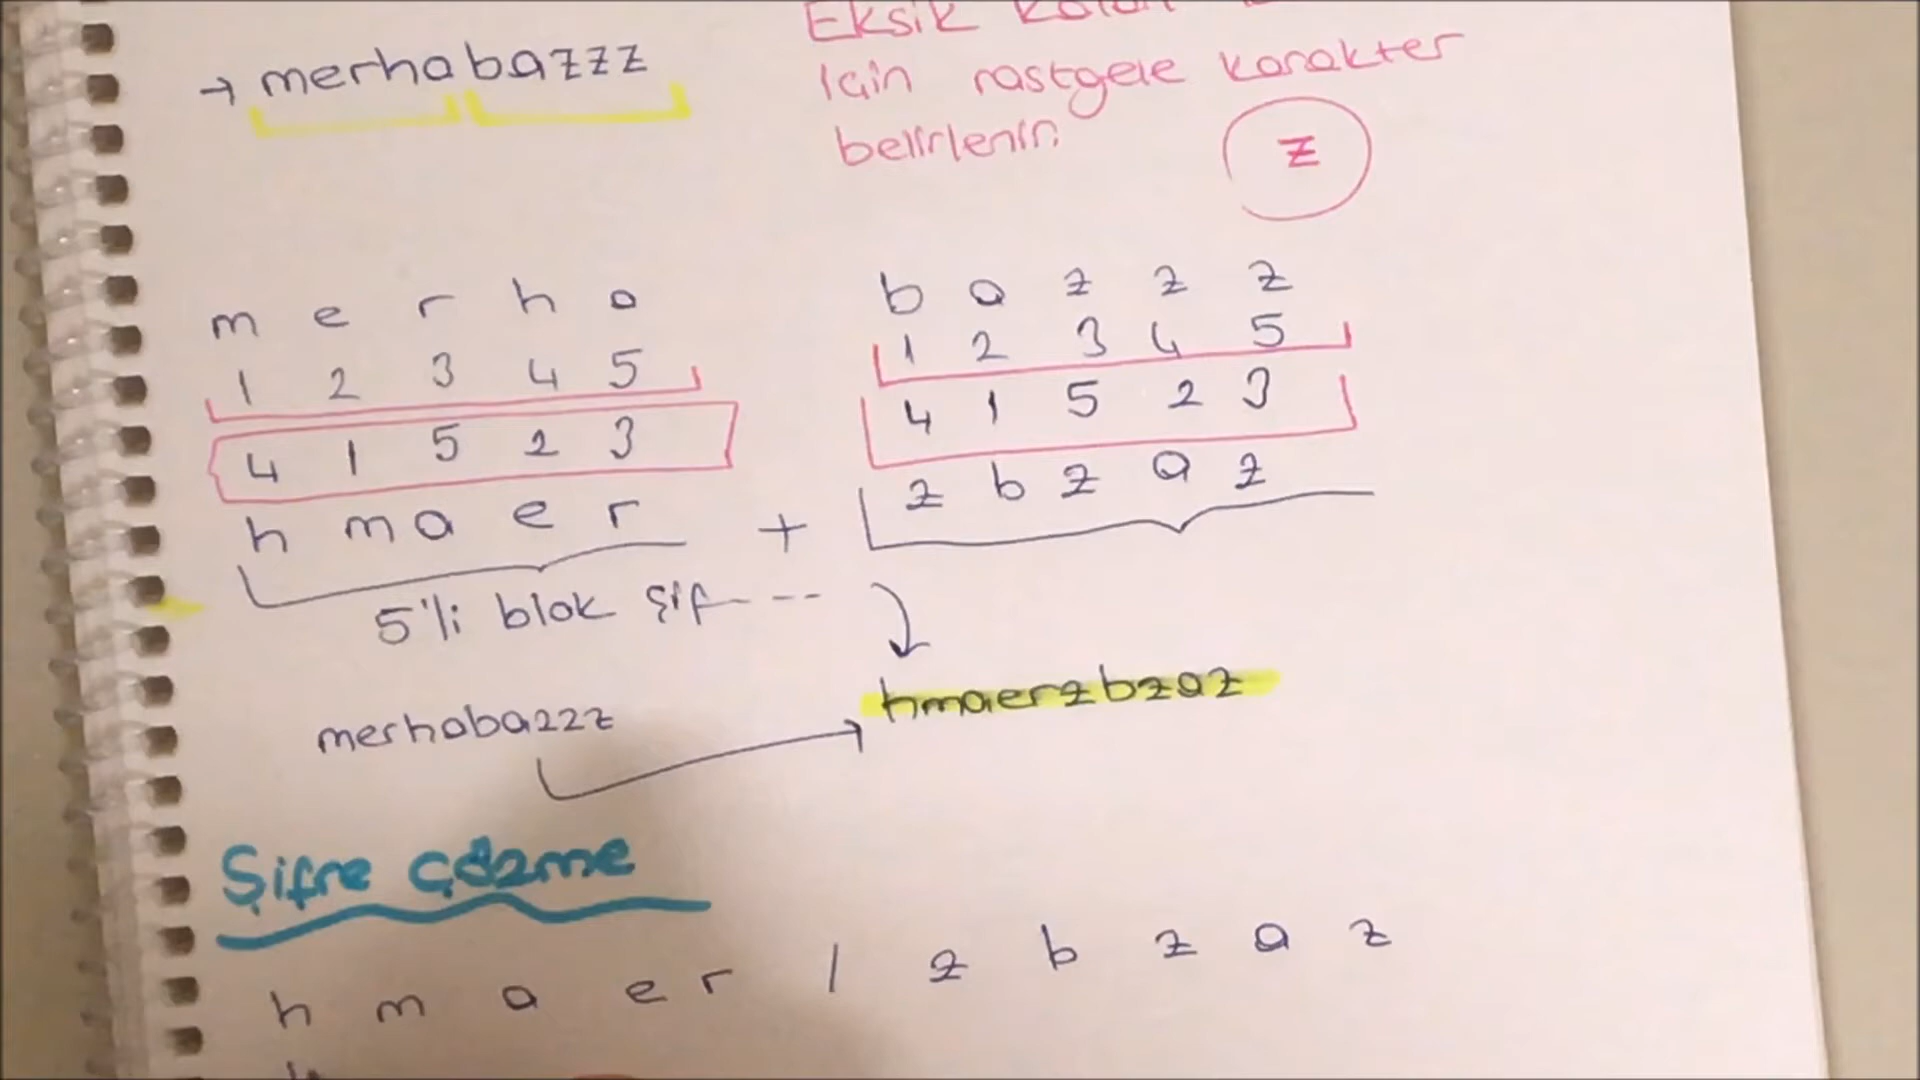 → merhabazzz
Eksik
için rastgele karakter
belirlenir.
z
m e r h a
1 2 3 4 5
4 1 5 2 3
h m a e r
+
b a z z z
1 2 3 4 5
4 1 5 2 3
z b z a z
5'li blok şif---
merhabazzz
hmaerzbzaz
Şifre Çözme
h m a e r / z b z a z